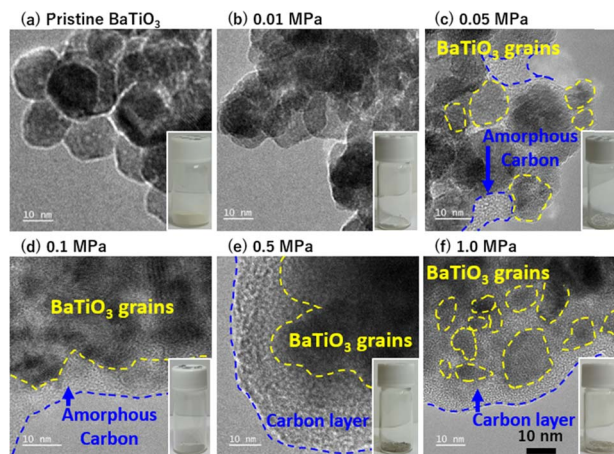 (a) Pristine BaTiO₃
(b) 0.01 MPa
(c) 0.05 MPa
10 nm
10 nm
BaTiO₃ grains
Amorphous
Carbon
10 nm
(d) 0.1 MPa
(e) 0.5 MPa
(f) 1.0 MPa
BaTiO₃ grains
Amorphous
Carbon
10 nm
BaTiO₃ grains
Carbon layer
10 nm
BaTiO₃ grains
Carbon layer
10 nm
10 nm